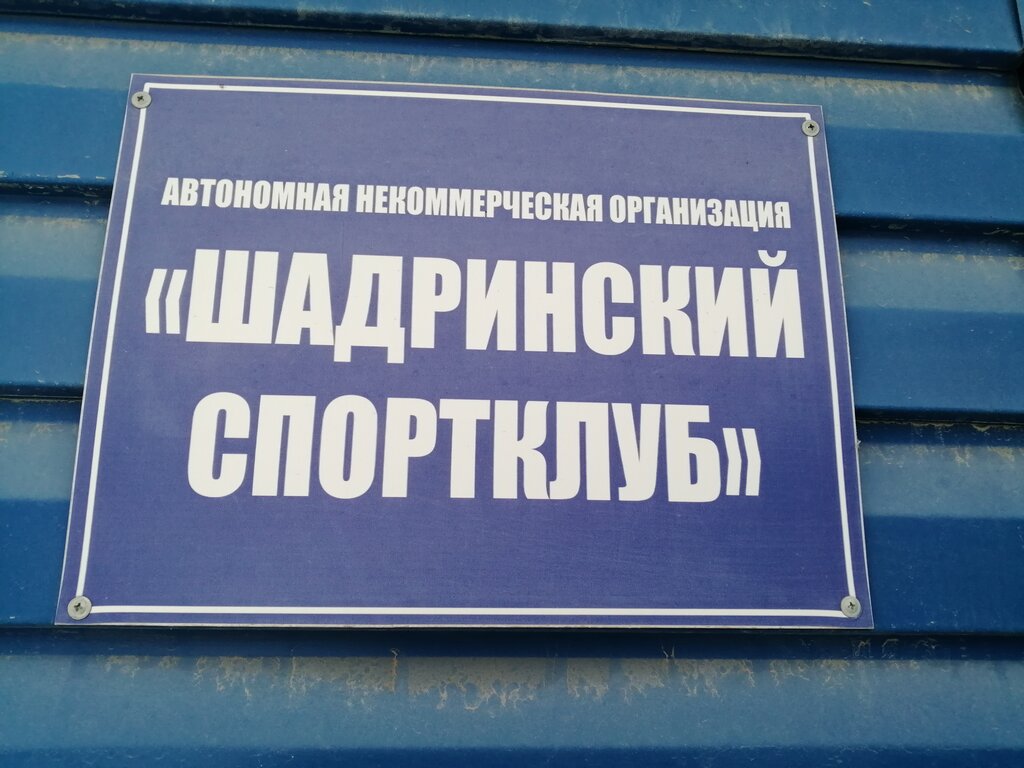 АВТОНОМНАЯ НЕКОММЕРЧЕСКАЯ ОРГАНИЗАЦИЯ
«ШАДРИНСКИЙ
СПОРТКЛУБ»